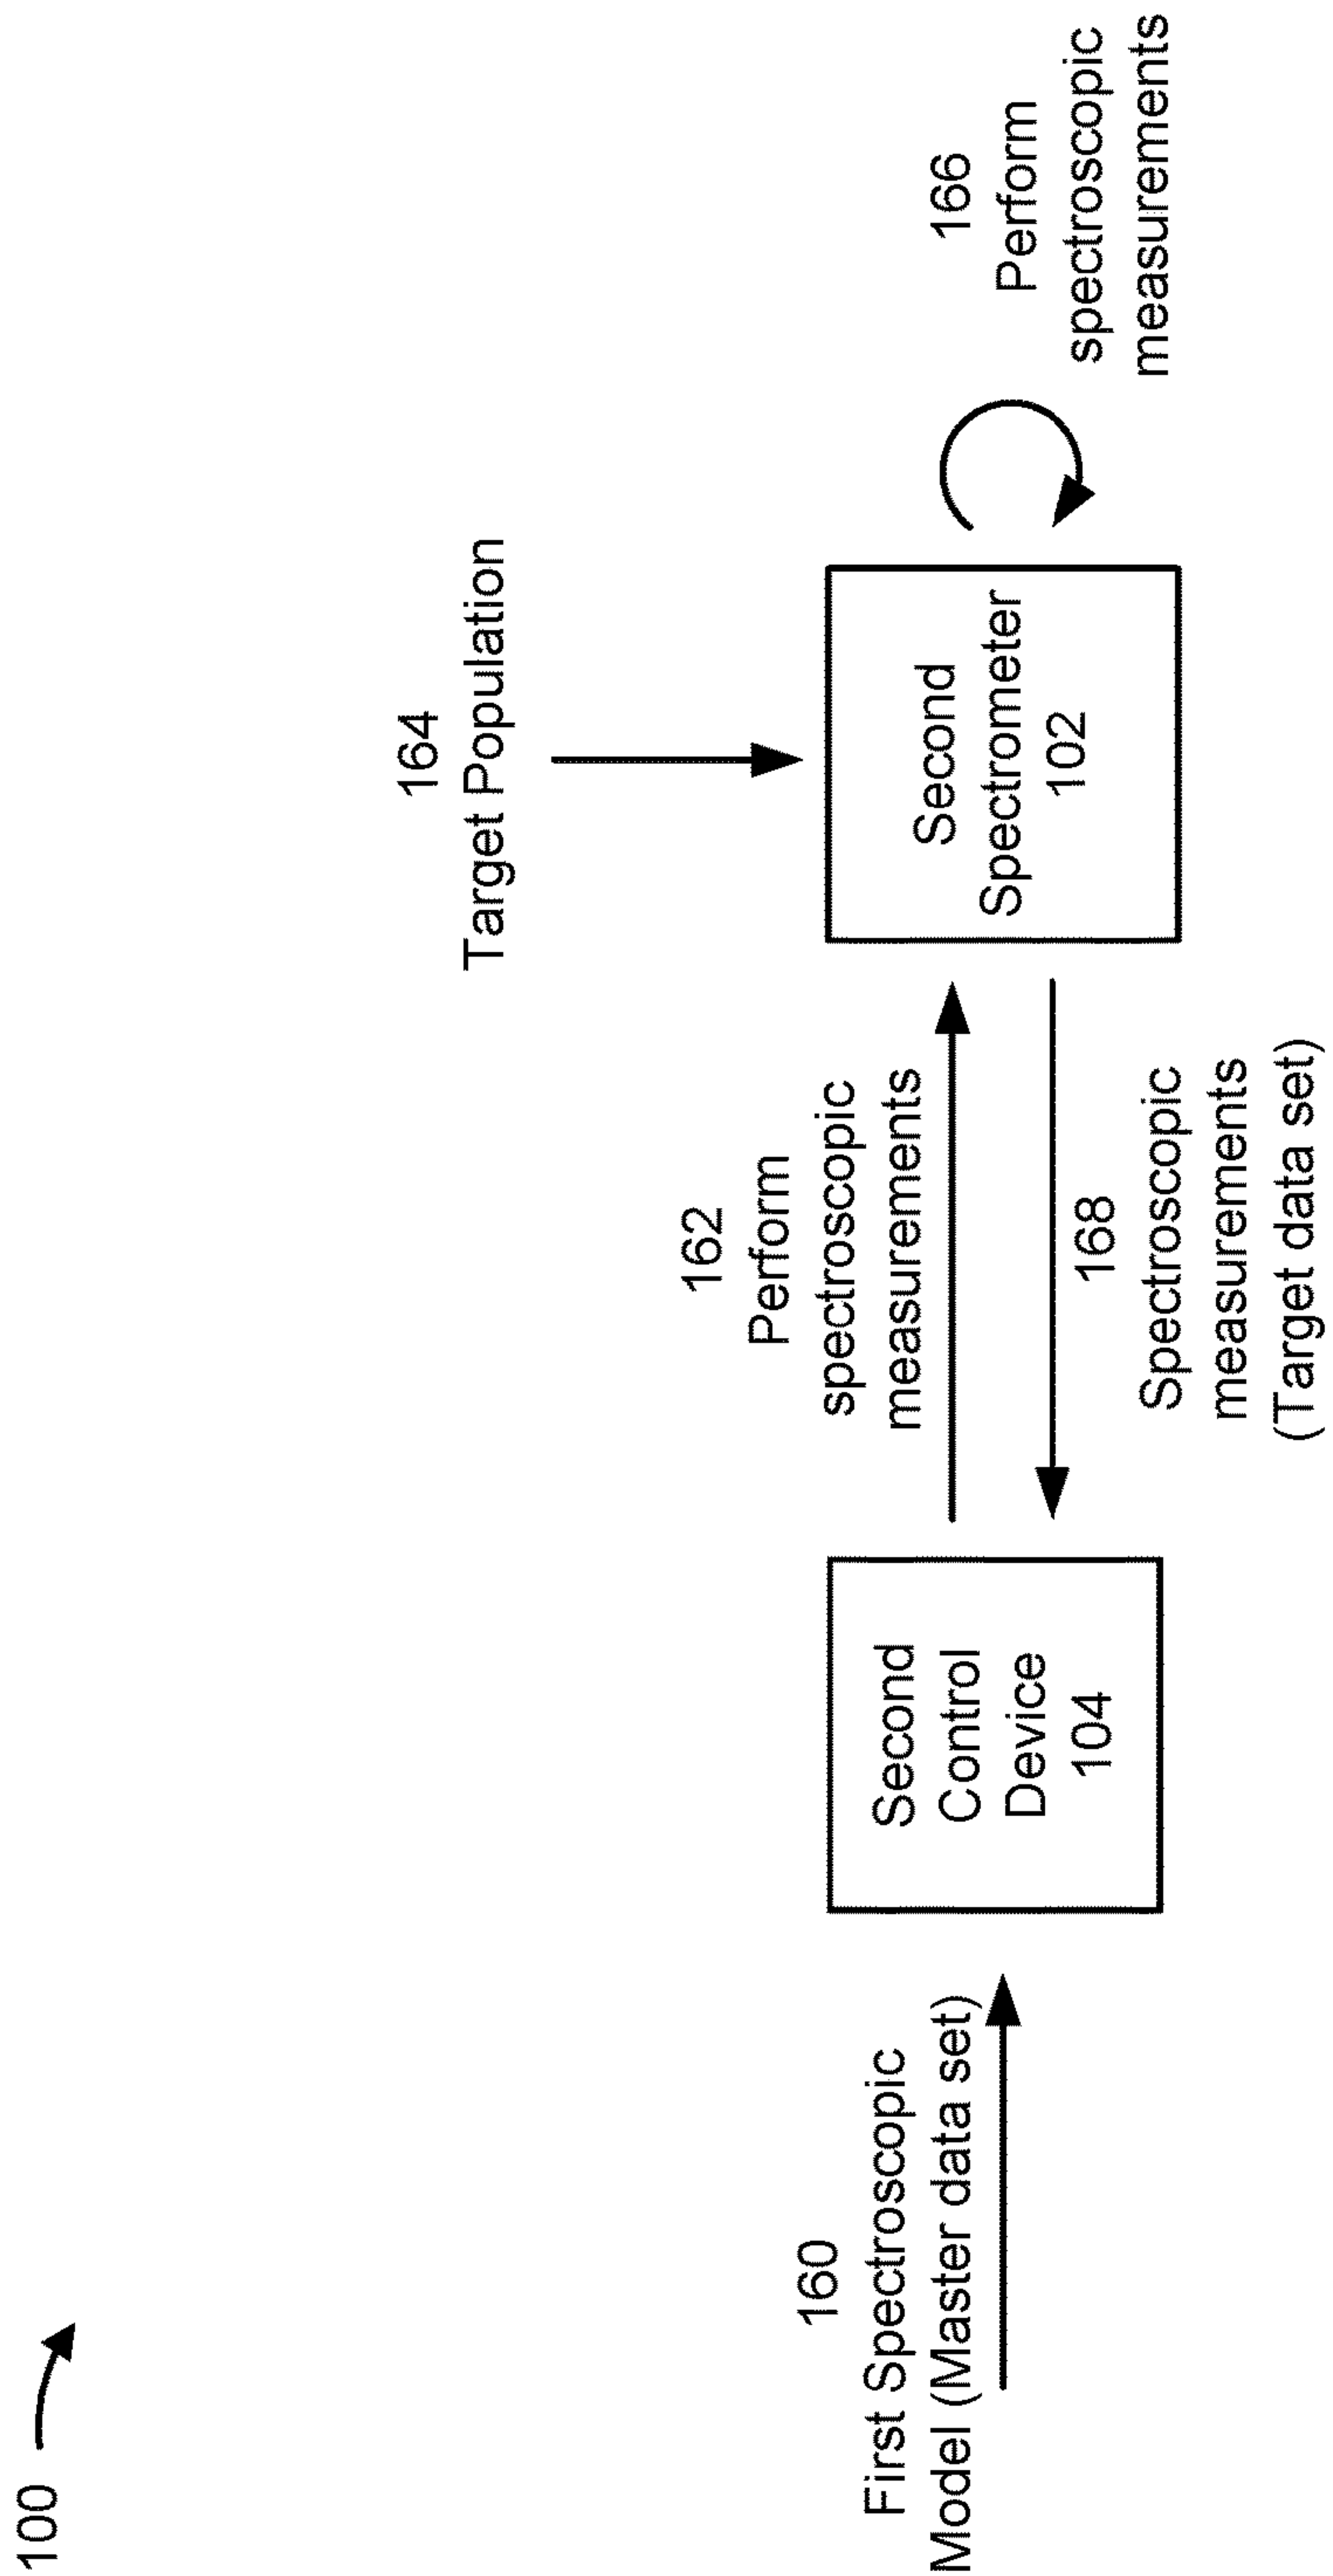 100
160
First Spectroscopic
Model (Master data set)
Second
Control
Device
104
162
Perform
spectroscopic
measurements
168
Spectroscopic
measurements
(Target data set)
164
Target Population
Second
Spectrometer
102
166
Perform
spectroscopic
measurements